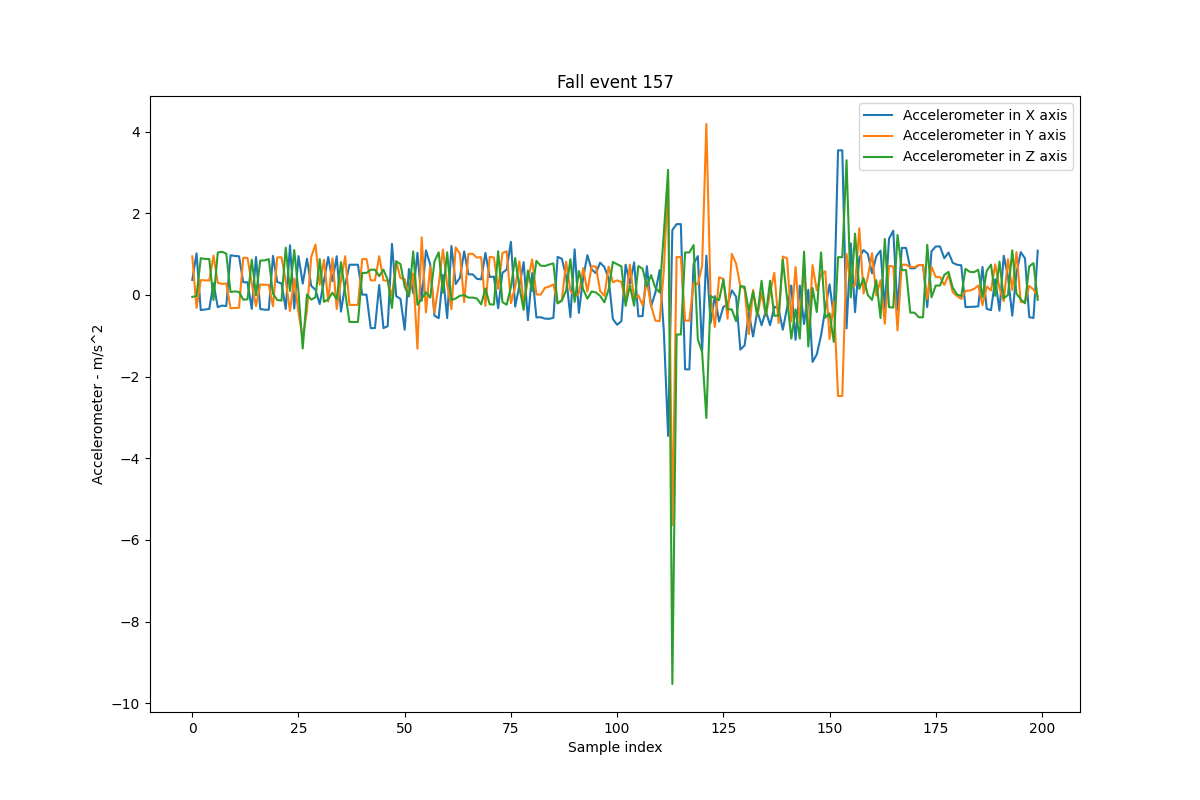 Fall event 157
Accelerometer in X axis
Accelerometer in Y axis
Accelerometer in Z axis
4
2
0
−2
−4
−6
−8
−10
Accelerometer - m/s^2
0 25 50 75 100 125 150 175 200
Sample index